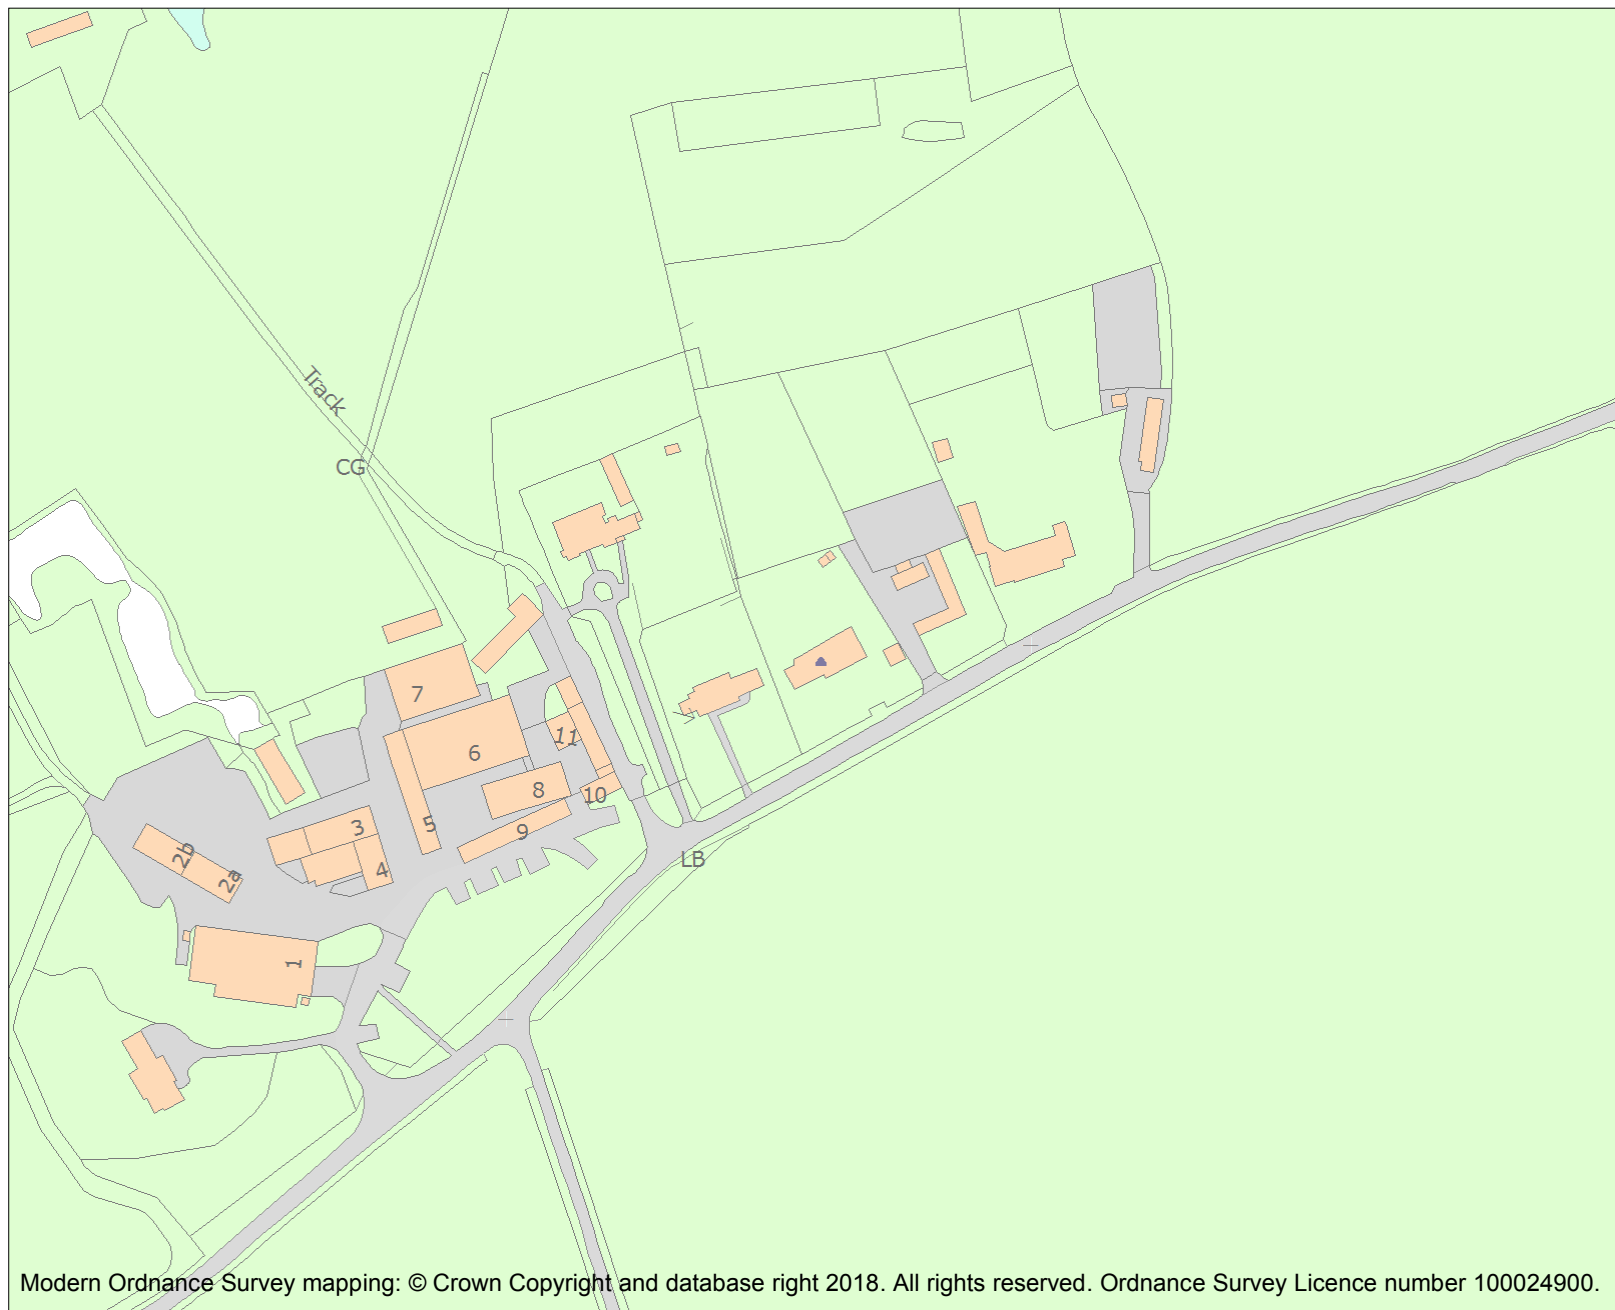 Track
CG
7
11
6
8
10
5
9
3
4
2b
2a
LB
1
Modern Ordnance Survey mapping: © Crown Copyright and database right 2018. All rights reserved. Ordnance Survey Licence number 100024900.